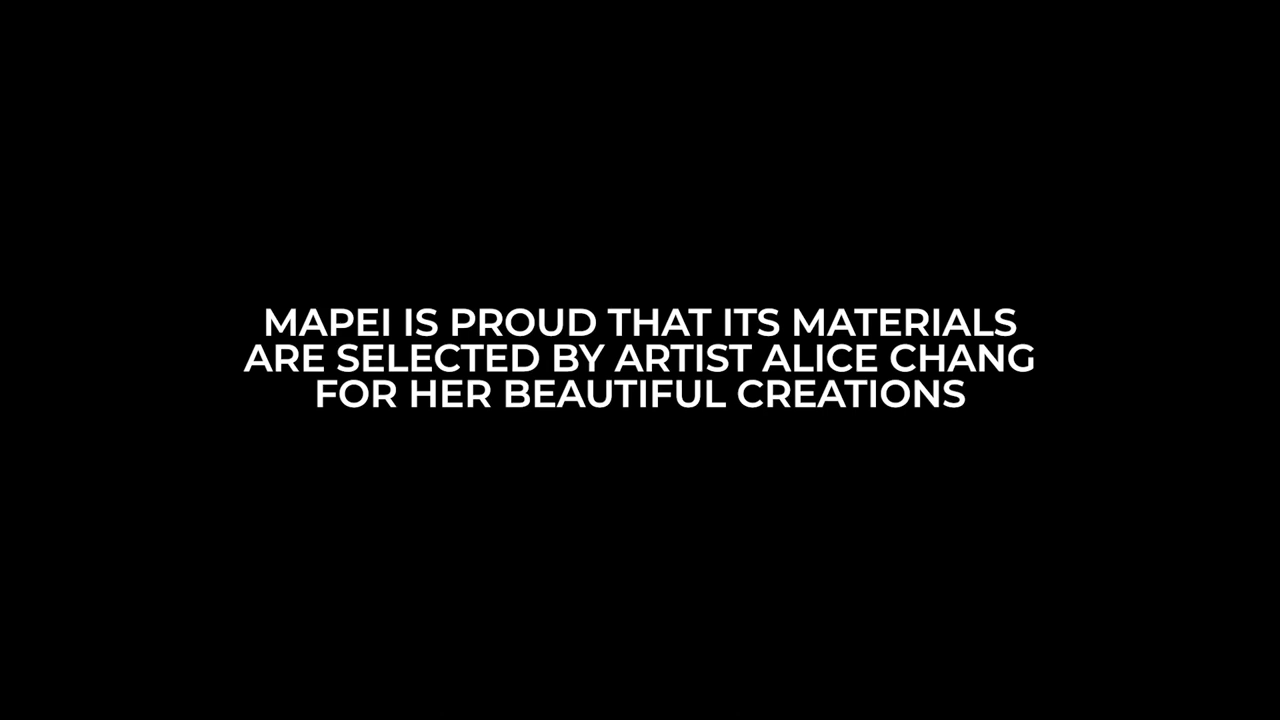 MAPEI IS PROUD THAT ITS MATERIALS
ARE SELECTED BY ARTIST ALICE CHANG
FOR HER BEAUTIFUL CREATIONS